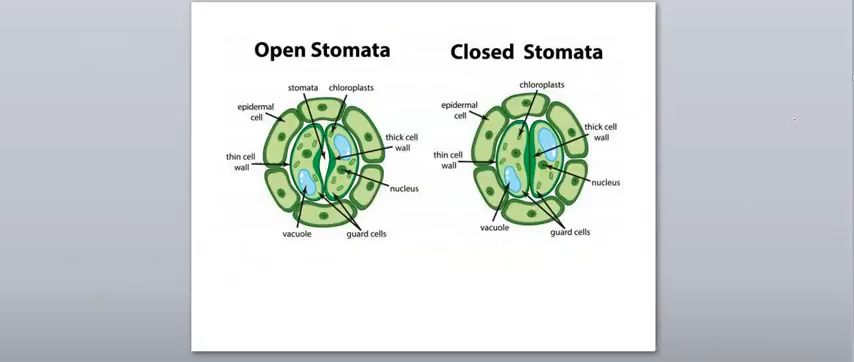 Open Stomata
stomata
chloroplasts
epidermal
cell
thick cell
wall
thin cell
wall
nucleus
vacuole
guard cells
Closed Stomata
chloroplasts
epidermal
cell
thick cell
wall
thin cell
wall
nucleus
vacuole
guard cells